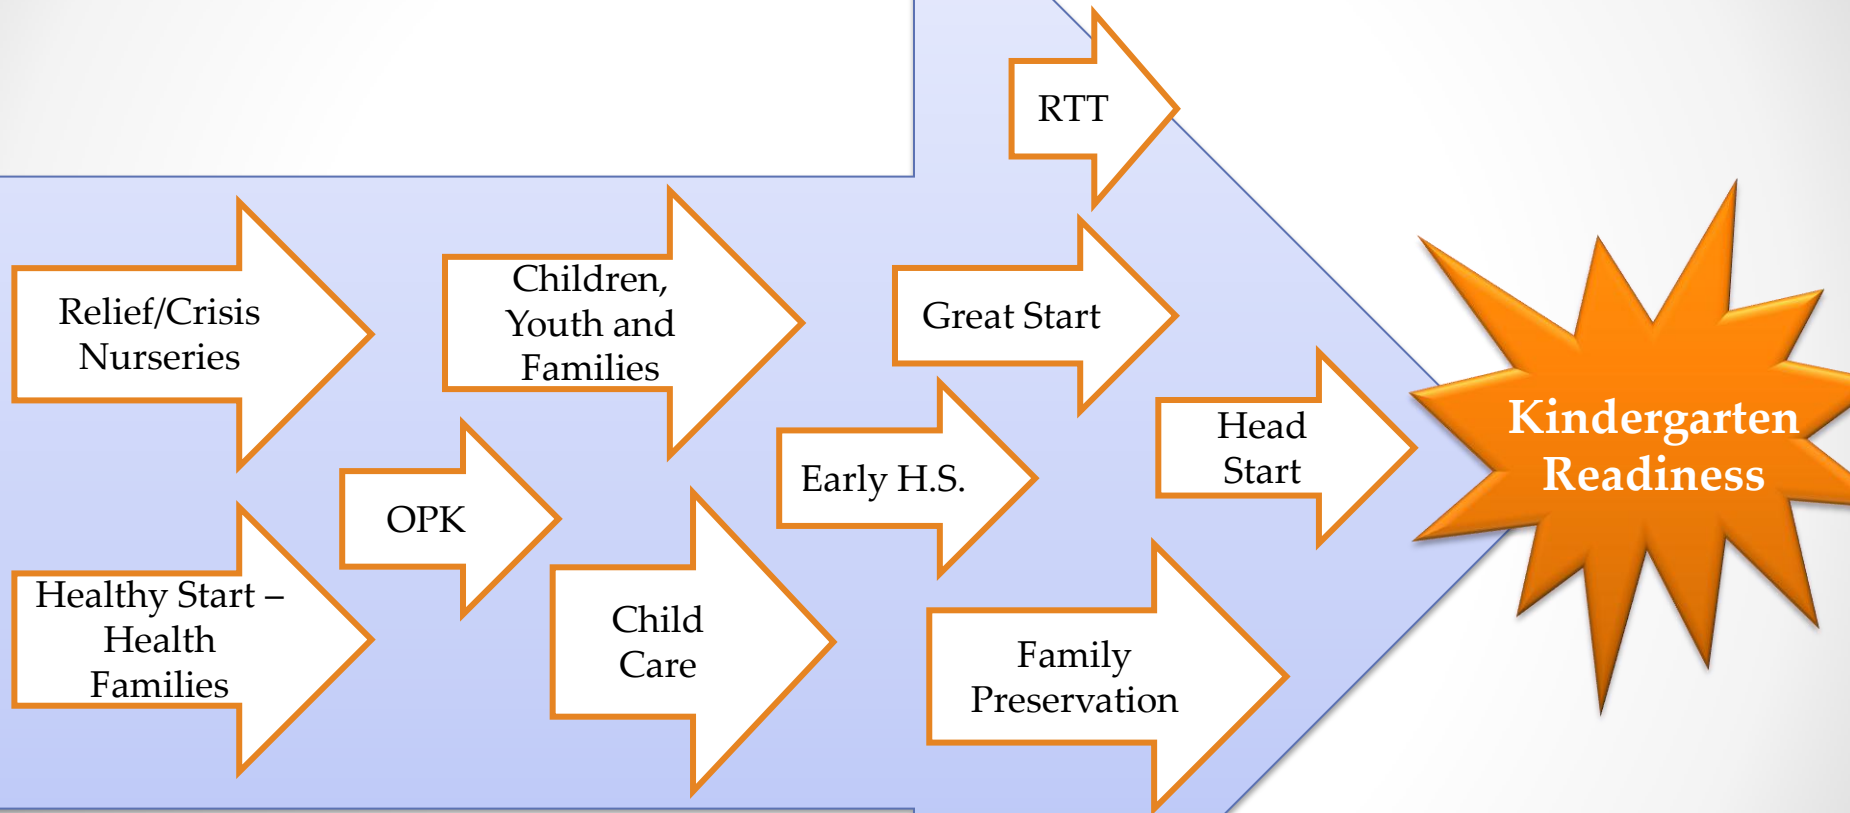 RTT
Relief/Crisis
Nurseries
Children,
Youth and
Families
Great Start
Head
Start
Kindergarten
Readiness
OPK
Early H.S.
Healthy Start –
Health
Families
Child
Care
Family
Preservation